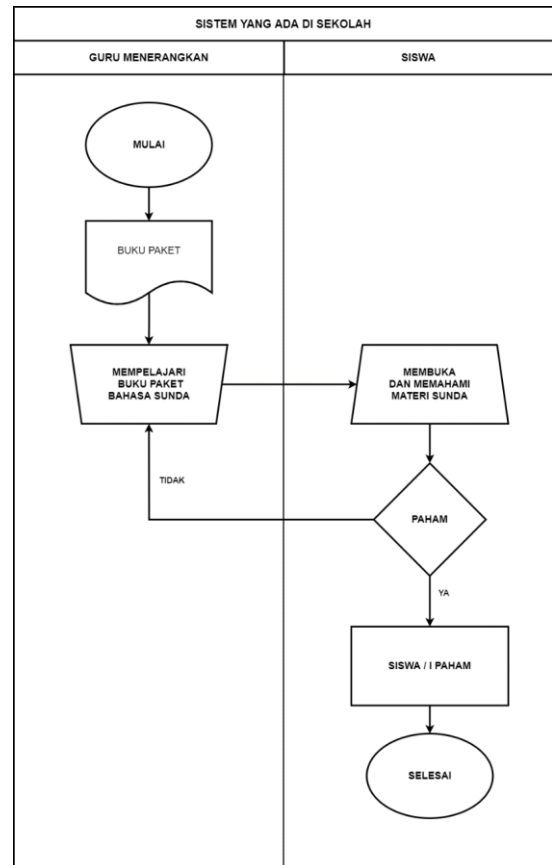 SISTEM YANG ADA DI SEKOLAH
GURU MENERANGKAN
SISWA
MULAI
BUKU PAKET
MEMPELAJARI
BUKU PAKET
BAHASA SUNDA
MEMBUKA
DAN MEMAHAMI
MATERI SUNDA
TIDAK
PAHAM
YA
SISWA / I PAHAM
SELESAI